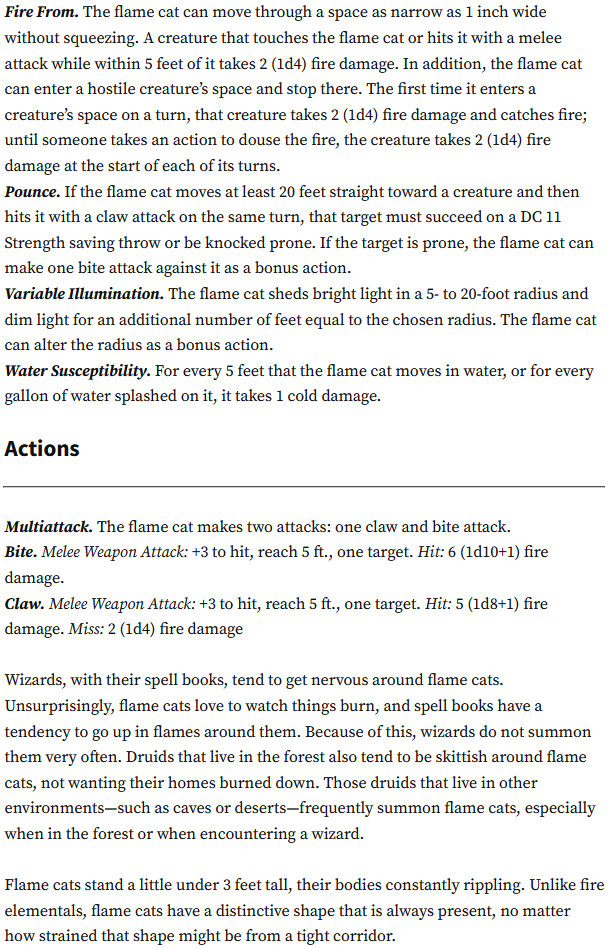 Fire From. The flame cat can move through a space as narrow as 1 inch wide
without squeezing. A creature that touches the flame cat or hits it with a melee
attack while within 5 feet of it takes 2 (1d4) fire damage. In addition, the flame cat
can enter a hostile creature’s space and stop there. The first time it enters a
creature’s space on a turn, that creature takes 2 (1d4) fire damage and catches fire;
until someone takes an action to douse the fire, the creature takes 2 (1d4) fire
damage at the start of each of its turns.
Pounce. If the flame cat moves at least 20 feet straight toward a creature and then
hits it with a claw attack on the same turn, that target must succeed on a DC 11
Strength saving throw or be knocked prone. If the target is prone, the flame cat can
make one bite attack against it as a bonus action.
Variable Illumination. The flame cat sheds bright light in a 5- to 20-foot radius and
dim light for an additional number of feet equal to the chosen radius. The flame cat
can alter the radius as a bonus action.
Water Susceptibility. For every 5 feet that the flame cat moves in water, or for every
gallon of water splashed on it, it takes 1 cold damage.
Actions
Multiattack. The flame cat makes two attacks: one claw and bite attack.
Bite. Melee Weapon Attack: +3 to hit, reach 5 ft., one target. Hit: 6 (1d10+1) fire
damage.
Claw. Melee Weapon Attack: +3 to hit, reach 5 ft., one target. Hit: 5 (1d8+1) fire
damage. Miss: 2 (1d4) fire damage
Wizards, with their spell books, tend to get nervous around flame cats.
Unsurprisingly, flame cats love to watch things burn, and spell books have a
tendency to go up in flames around them. Because of this, wizards do not summon
them very often. Druids that live in the forest also tend to be skittish around flame
cats, not wanting their homes burned down. Those druids that live in other
environments—such as caves or deserts—frequently summon flame cats, especially
when in the forest or when encountering a wizard.
Flame cats stand a little under 3 feet tall, their bodies constantly rippling. Unlike fire
elementals, flame cats have a distinctive shape that is always present, no matter
how strained that shape might be from a tight corridor.